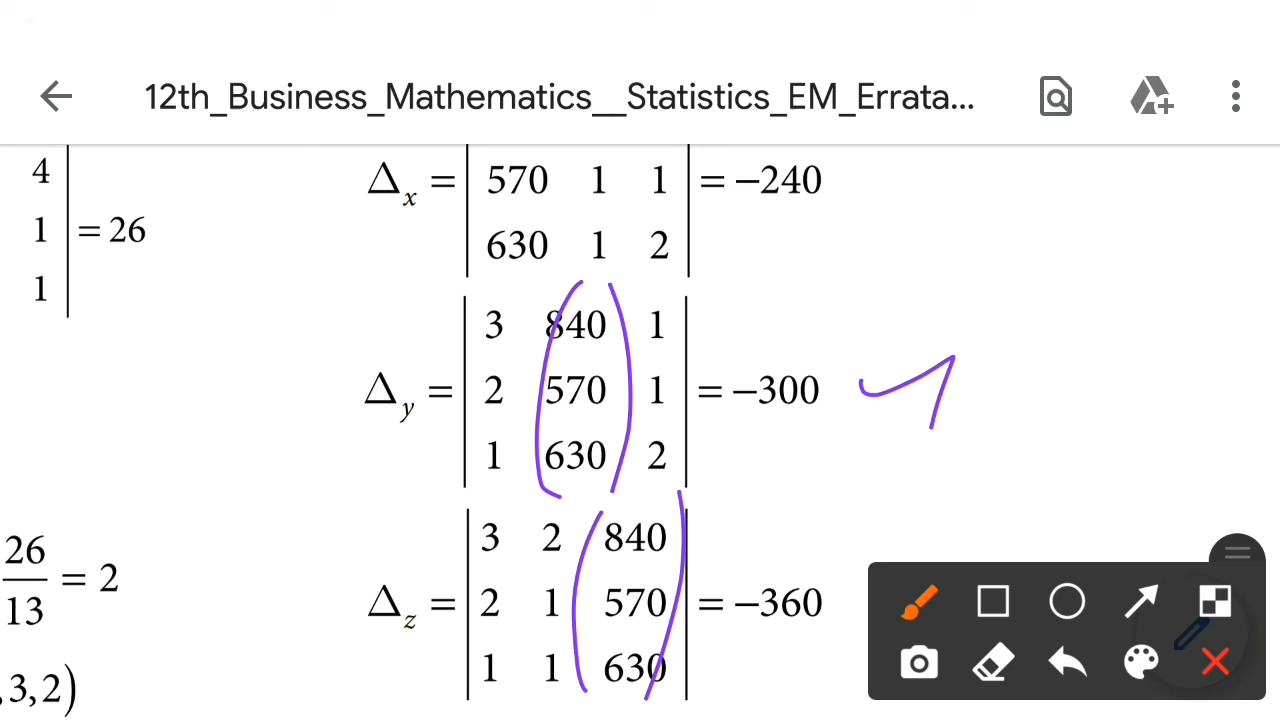 12th_Business_Mathematics__Statistics_EM_Errata...
4
1 = 26
1
26/13 = 2
,3,2)
Δx = | 570 1 1 | = −240
630 1 2
3 840 1
Δy = | 2 570 1 | = −300
1 630 2
3 2 840
Δz = | 2 1 570 | = −360
1 1 630